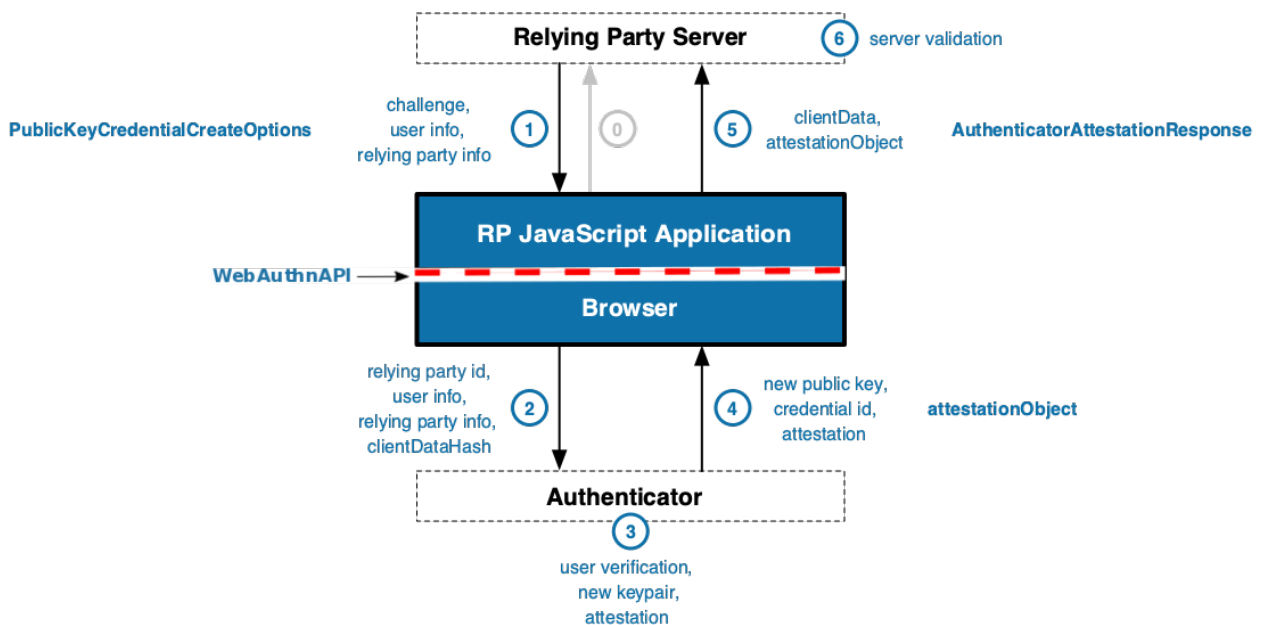 Relying Party Server
6
server validation
PublicKeyCredentialCreateOptions
challenge,
user info,
relying party info
1
0
5
clientData,
attestationObject
AuthenticatorAttestationResponse
RP JavaScript Application
WebAuthnAPI
Browser
relying party id,
user info,
relying party info,
clientDataHash
2
4
new public key,
credential id,
attestation
attestationObject
Authenticator
3
user verification,
new keypair,
attestation